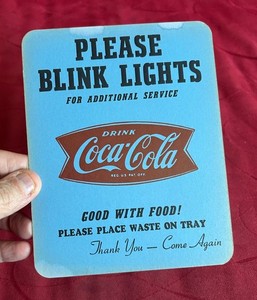 PLEASE
BLINK LIGHTS
FOR ADDITIONAL SERVICE
DRINK
Coca-Cola
REG. U.S. PAT. OFF.
GOOD WITH FOOD!
PLEASE PLACE WASTE ON TRAY
Thank You — Come Again